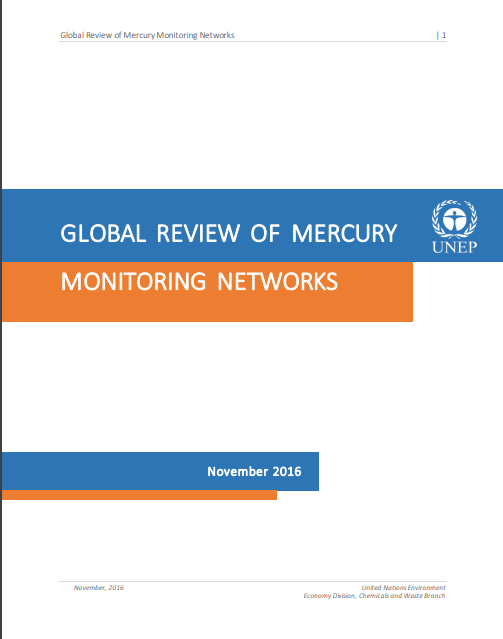 Global Review of Mercury Monitoring Networks | 1
GLOBAL REVIEW OF MERCURY
UNEP
MONITORING NETWORKS
November 2016
November, 2016 United Nations Environment
Economy Division, Chemicals and Waste Branch